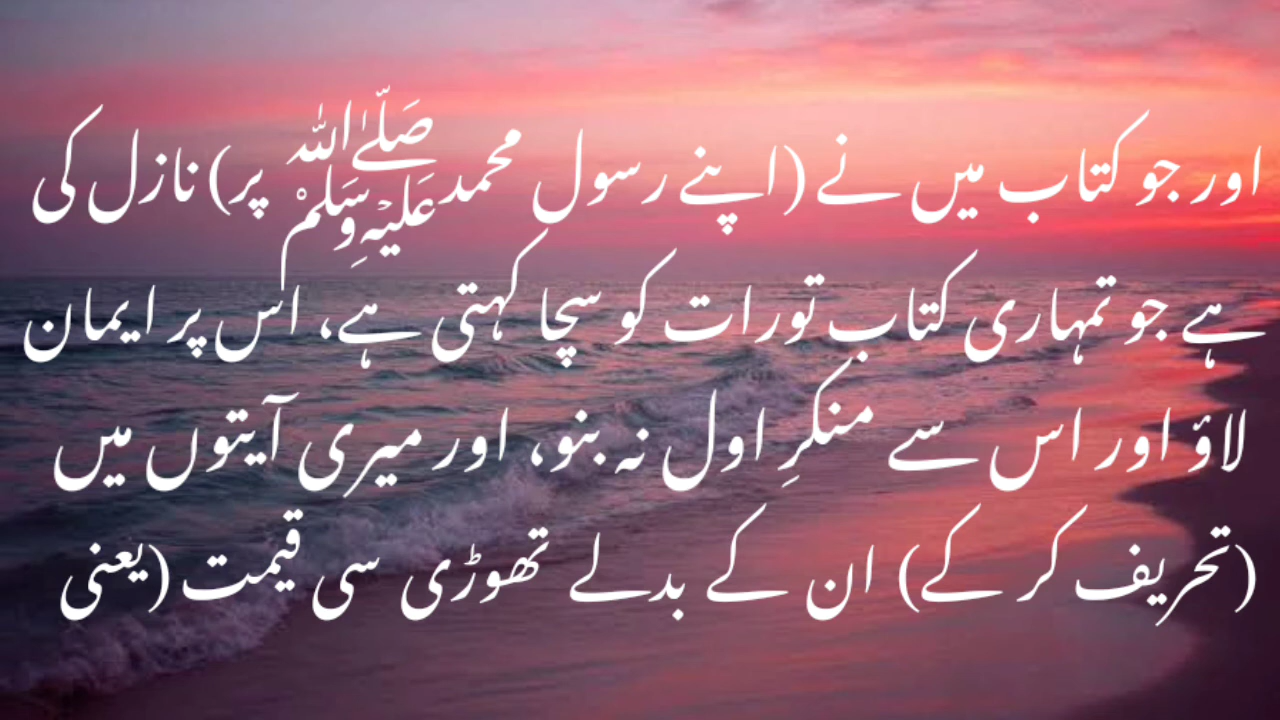 اور جو کتاب میں نے (اپنے رسول محمد صَلَّی اللہ عَلَیْہِ وَسَلَّمْ پر) نازل کی
ہے جو تمہاری کتاب تورات کو سچا کہتی ہے، اس پر ایمان
لاؤ اور اس سے منکرِ اول نہ بنو، اور میری آیتوں میں
(تحریف کر کے) ان کے بدلے تھوڑی سی قیمت (یعنی